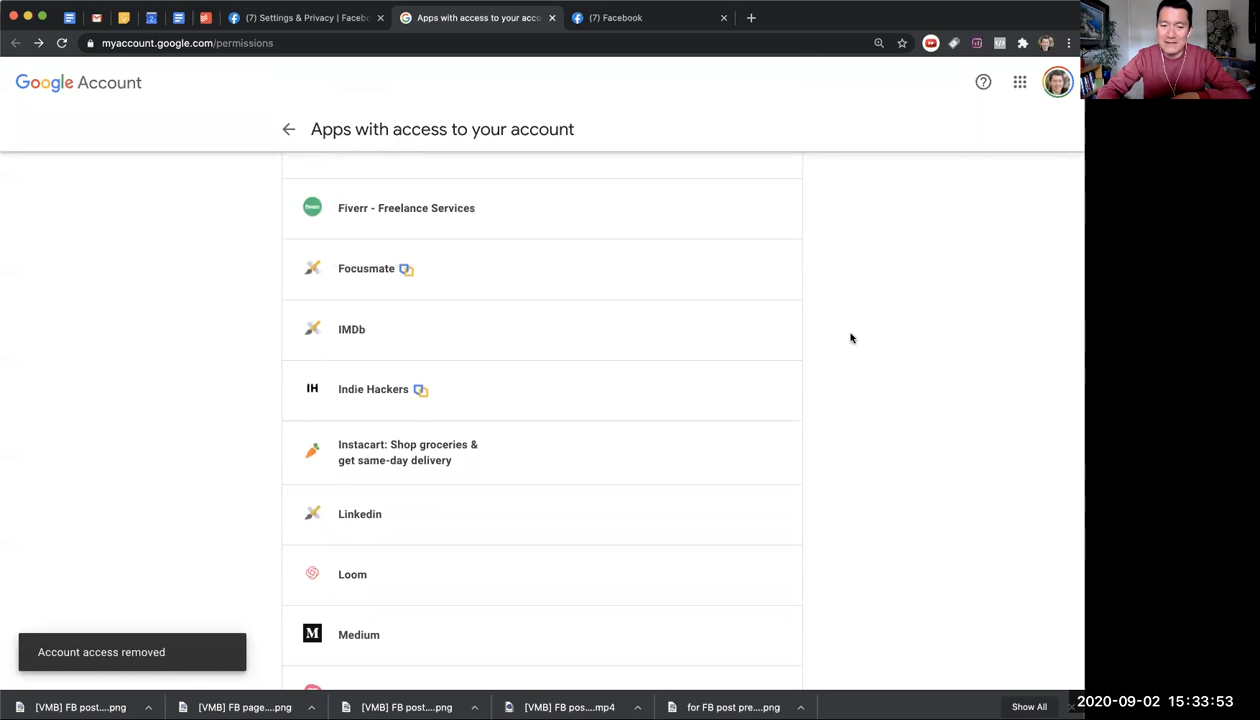 (7) Settings & Privacy | Facebo
Apps with access to your acco
(7) Facebook
myaccount.google.com/permissions
Google Account
Apps with access to your account
Fiverr - Freelance Services
Focusmate
IMDb
IH
Indie Hackers
Instacart: Shop groceries &
get same-day delivery
Linkedin
Loom
M
Medium
Account access removed
[VMB] FB post....png
[VMB] FB page....png
[VMB] FB post....png
[VMB] FB pos....mp4
for FB post pre....png
Show All
2020-09-02 15:33:53